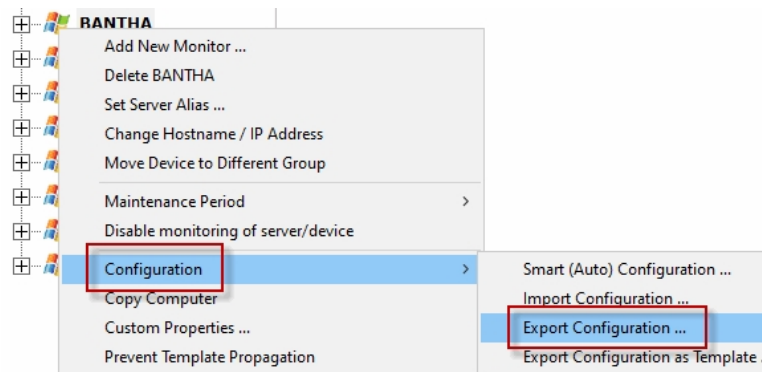 BANTHA
Add New Monitor ...
Delete BANTHA
Set Server Alias ...
Change Hostname / IP Address
Move Device to Different Group
Maintenance Period
Disable monitoring of server/device
Configuration
Copy Computer
Custom Properties ...
Prevent Template Propagation
Smart (Auto) Configuration ...
Import Configuration ...
Export Configuration ...
Export Configuration as Template .